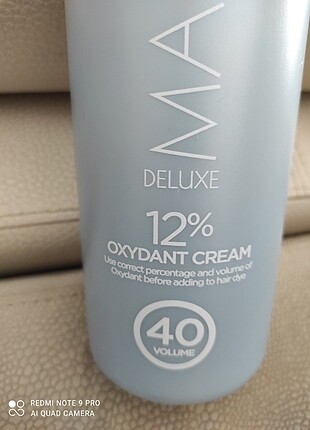 MA
DELUXE
12%
OXYDANT CREAM
Use correct percentage and volume of
Oxydant before adding to hair dye
40
VOLUME
REDMI NOTE 9 PRO
AI QUAD CAMERA